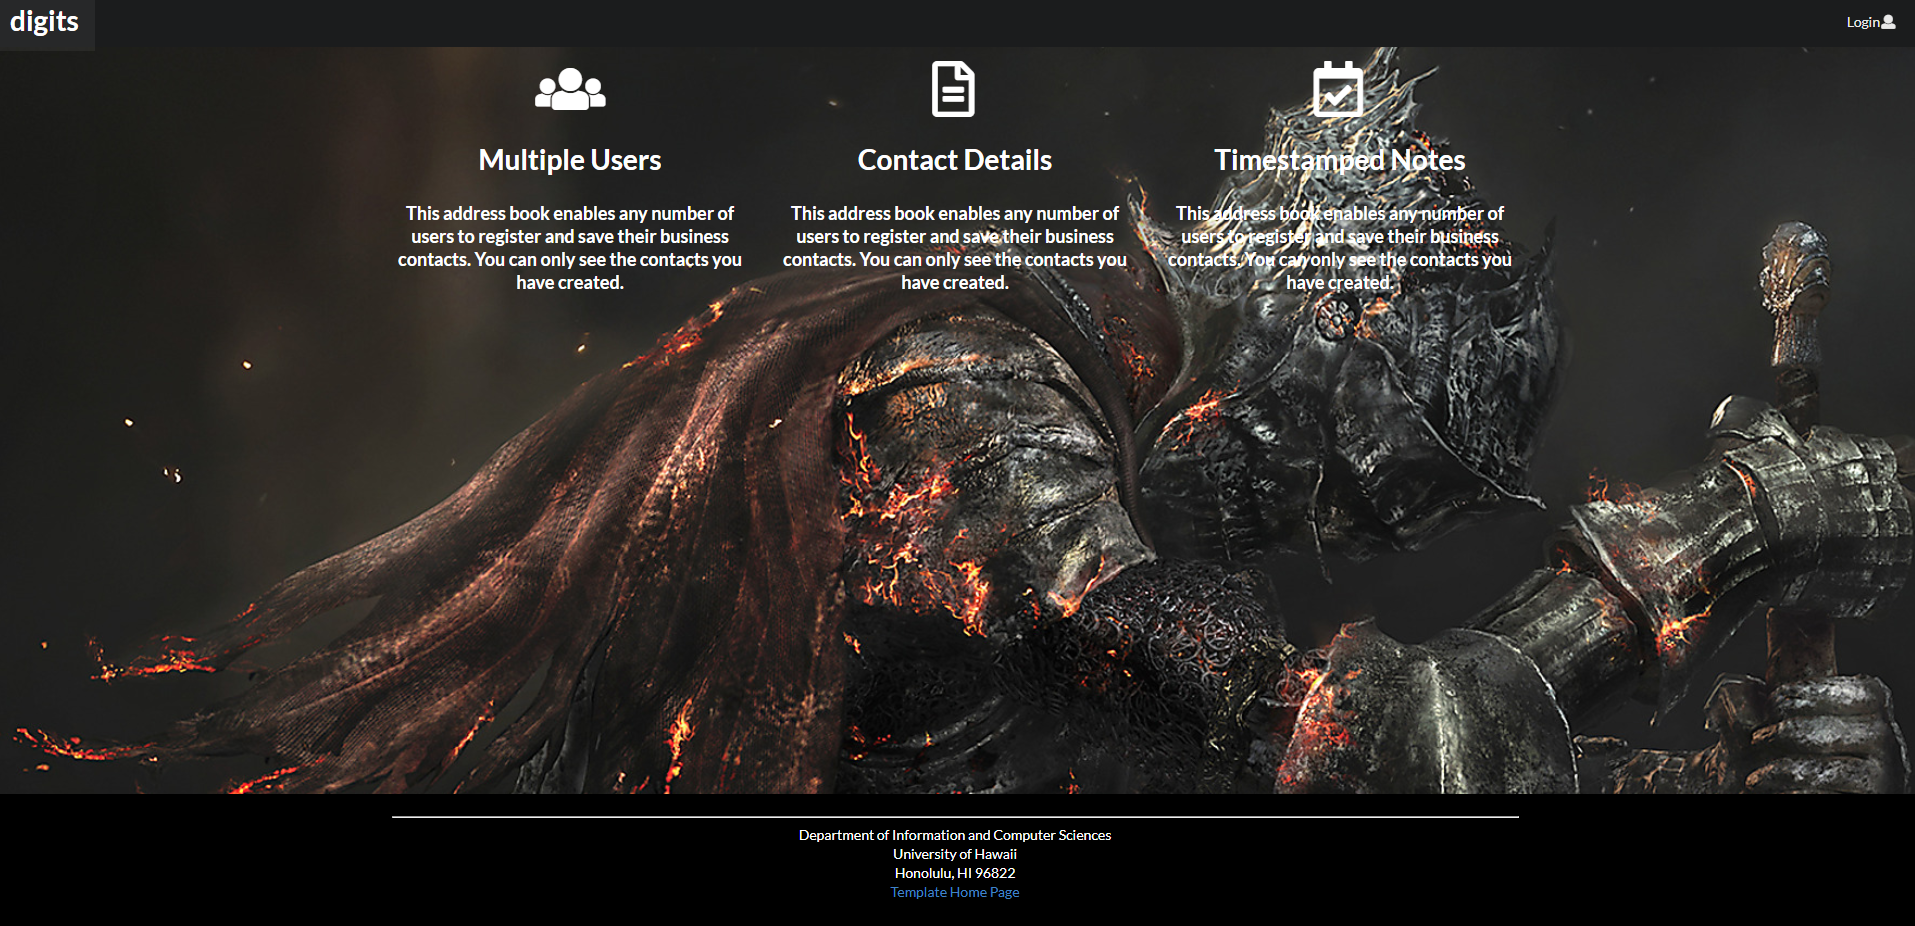 digits
Login
Multiple Users
This address book enables any number of
users to register and save their business
contacts. You can only see the contacts you
have created.
Contact Details
This address book enables any number of
users to register and save their business
contacts. You can only see the contacts you
have created.
Timestamped Notes
This address book enables any number of
users to register and save their business
contacts. You can only see the contacts you
have created.
Department of Information and Computer Sciences
University of Hawaii
Honolulu, HI 96822
Template Home Page